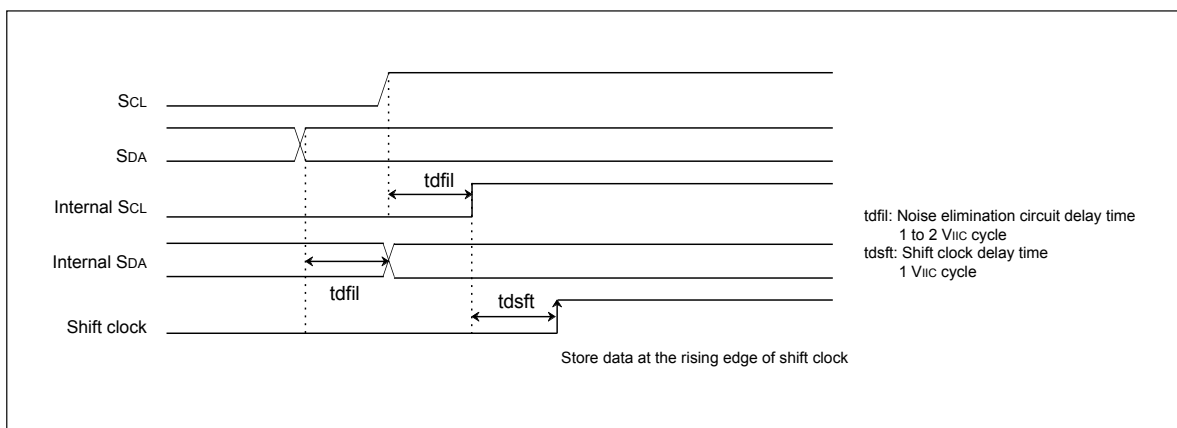 SCL
SDA
tdfil
Internal SCL
tdfil: Noise elimination circuit delay time
1 to 2 VIIC cycle
tdsft: Shift clock delay time
1 VIIC cycle
Internal SDA
tdfil
tdsft
Shift clock
Store data at the rising edge of shift clock